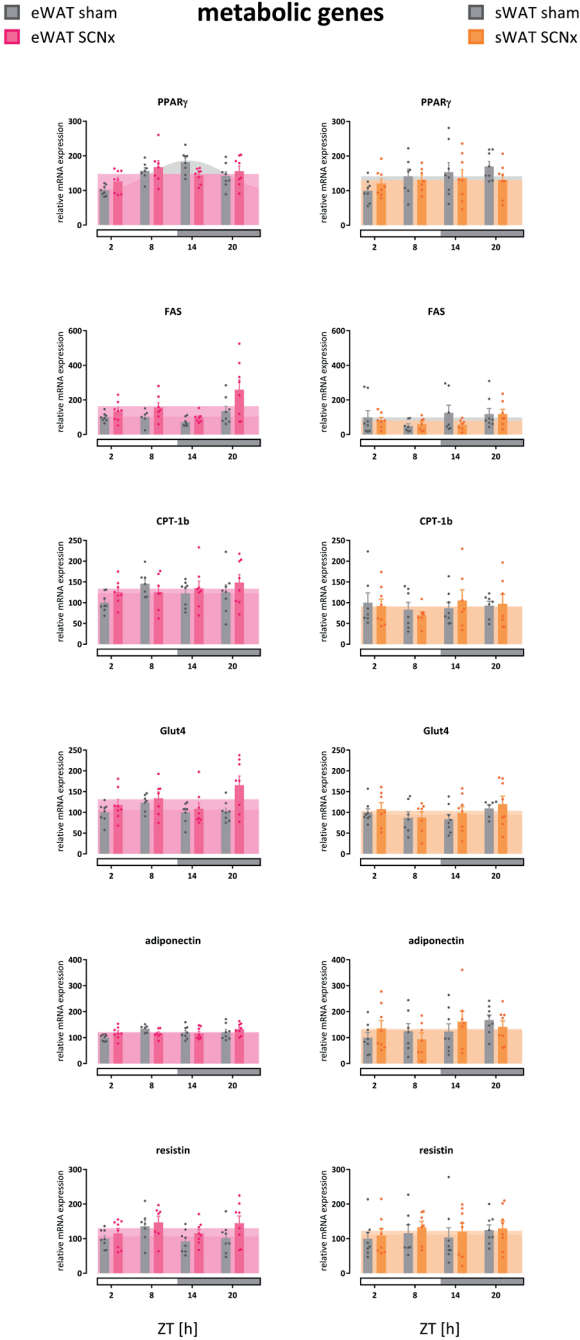 metabolic genes
eWAT sham
eWAT SCNx
sWAT sham
sWAT SCNx
PPARγ
relative mRNA expression
300
200
100
0
2 8 14 20
PPARγ
relative mRNA expression
300
200
100
0
2 8 14 20
FAS
relative mRNA expression
600
400
200
0
2 8 14 20
FAS
relative mRNA expression
600
400
200
0
2 8 14 20
CPT-1b
relative mRNA expression
250
200
150
100
50
0
2 8 14 20
CPT-1b
relative mRNA expression
250
200
150
100
50
0
2 8 14 20
Glut4
relative mRNA expression
250
200
150
100
50
0
2 8 14 20
Glut4
relative mRNA expression
250
200
150
100
50
0
2 8 14 20
adiponectin
relative mRNA expression
400
300
200
100
0
2 8 14 20
adiponectin
relative mRNA expression
400
300
200
100
0
2 8 14 20
resistin
relative mRNA expression
300
200
100
0
2 8 14 20
resistin
relative mRNA expression
300
200
100
0
2 8 14 20
ZT [h]
ZT [h]